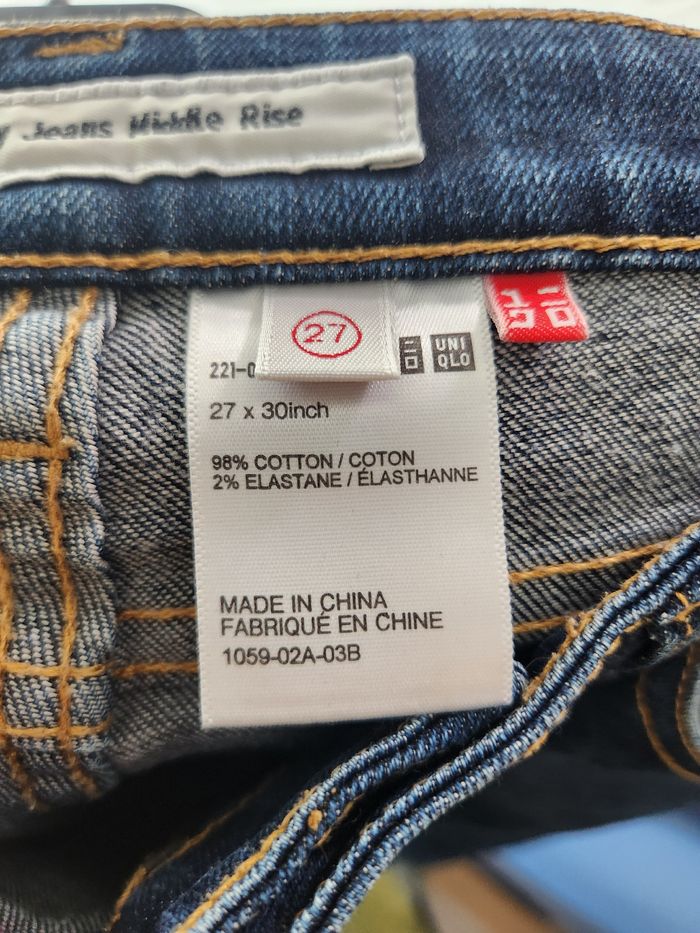 Jeans Middle Rise
27
UNI
QLO
27 x 30inch
98% COTTON / COTON
2% ELASTANE / ÉLASTHANNE
MADE IN CHINA
FABRIQUÉ EN CHINE
1059-02A-03B